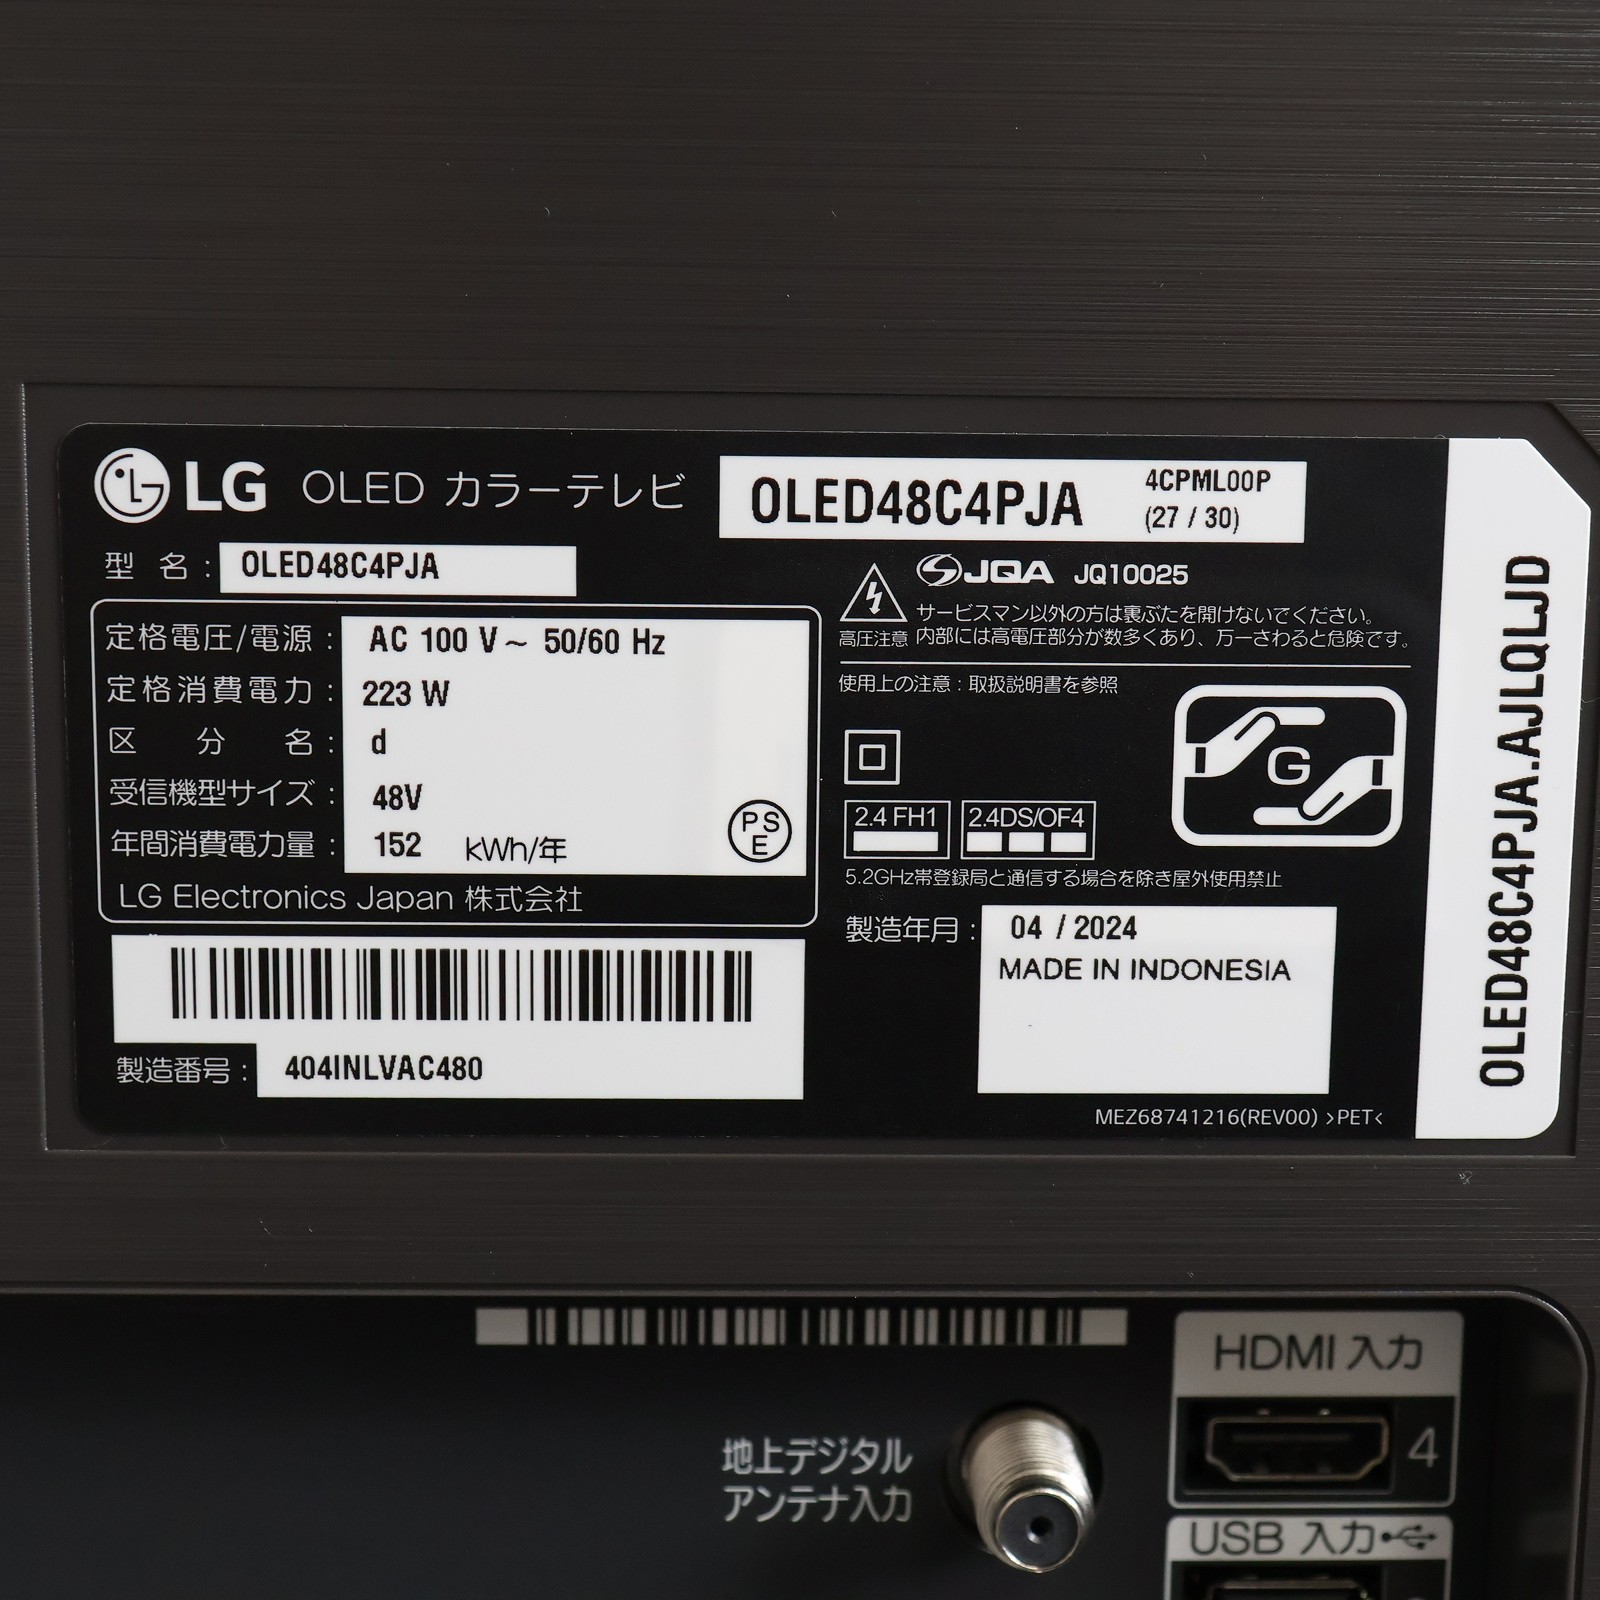 LG OLED カラーテレビ
OLED48C4PJA
4CPML00P
(27 / 30)
型 名 : OLED48C4PJA
定格電圧/電源 : AC 100 V~ 50/60 Hz
定格消費電力 : 223 W
区 分 名 : d
受信機型サイズ : 48V
年間消費電力量 : 152 kWh/年
PS
E
LG Electronics Japan 株式会社
製造番号 : 404INLVAC480
JQA JQ10025
サービスマン以外の方は裏ぶたを開けないでください。
高圧注意 内部には高電圧部分が数多くあり、万一さわると危険です。
使用上の注意 : 取扱説明書を参照
G
2.4 FH1
2.4DS/OF4
5.2GHz帯登録局と通信する場合を除き屋外使用禁止
製造年月 : 04 / 2024
MADE IN INDONESIA
MEZ68741216(REV00) >PET<
OLED48C4PJA.AJLQLJD
HDMI 入力
4
地上デジタル
アンテナ入力
USB 入力